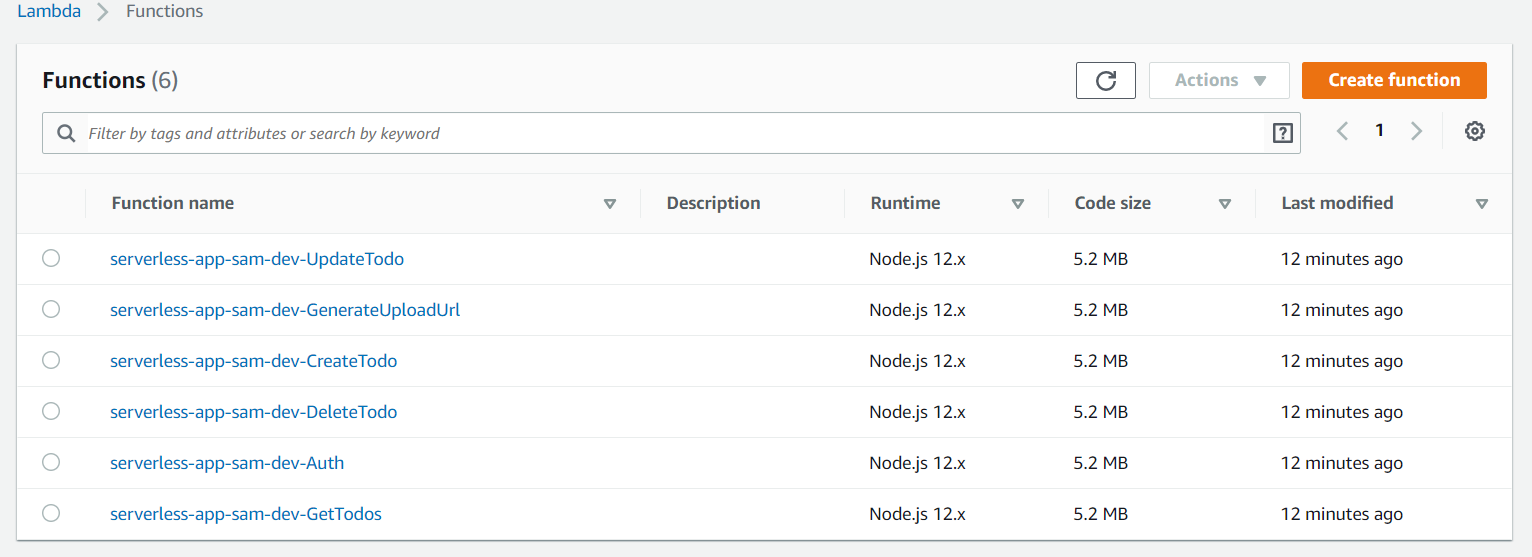 Lambda > Functions
Functions (6) Actions Create function
Filter by tags and attributes or search by keyword ? 1
Function name Description Runtime Code size Last modified
serverless-app-sam-dev-UpdateTodo Node.js 12.x 5.2 MB 12 minutes ago
serverless-app-sam-dev-GenerateUploadUrl Node.js 12.x 5.2 MB 12 minutes ago
serverless-app-sam-dev-CreateTodo Node.js 12.x 5.2 MB 12 minutes ago
serverless-app-sam-dev-DeleteTodo Node.js 12.x 5.2 MB 12 minutes ago
serverless-app-sam-dev-Auth Node.js 12.x 5.2 MB 12 minutes ago
serverless-app-sam-dev-GetTodos Node.js 12.x 5.2 MB 12 minutes ago